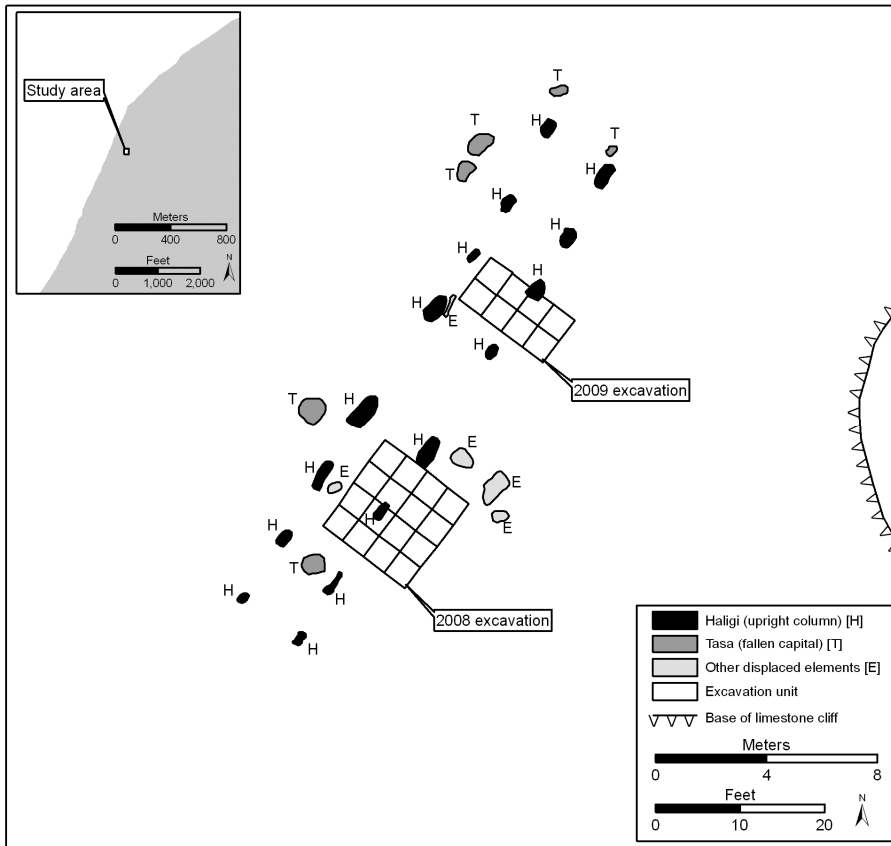 Study area
Meters
0 400 800
Feet
0 1,000 2,000
N
T
H
T
T
H
T
H
H
H
H
H
E
H
2009 excavation
T
H
H
E
H
E
E
H
E
H
T
H
H
H
2008 excavation
Haligi (upright column) [H]
Tasa (fallen capital) [T]
Other displaced elements [E]
Excavation unit
Base of limestone cliff
Meters
0 4 8
Feet
0 10 20
N